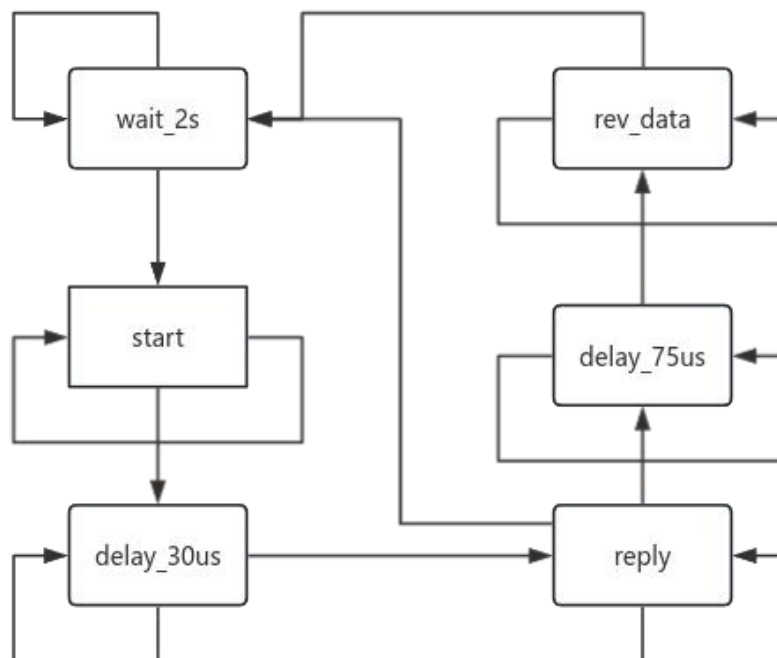 wait_2s
rev_data
start
delay_75us
delay_30us
reply